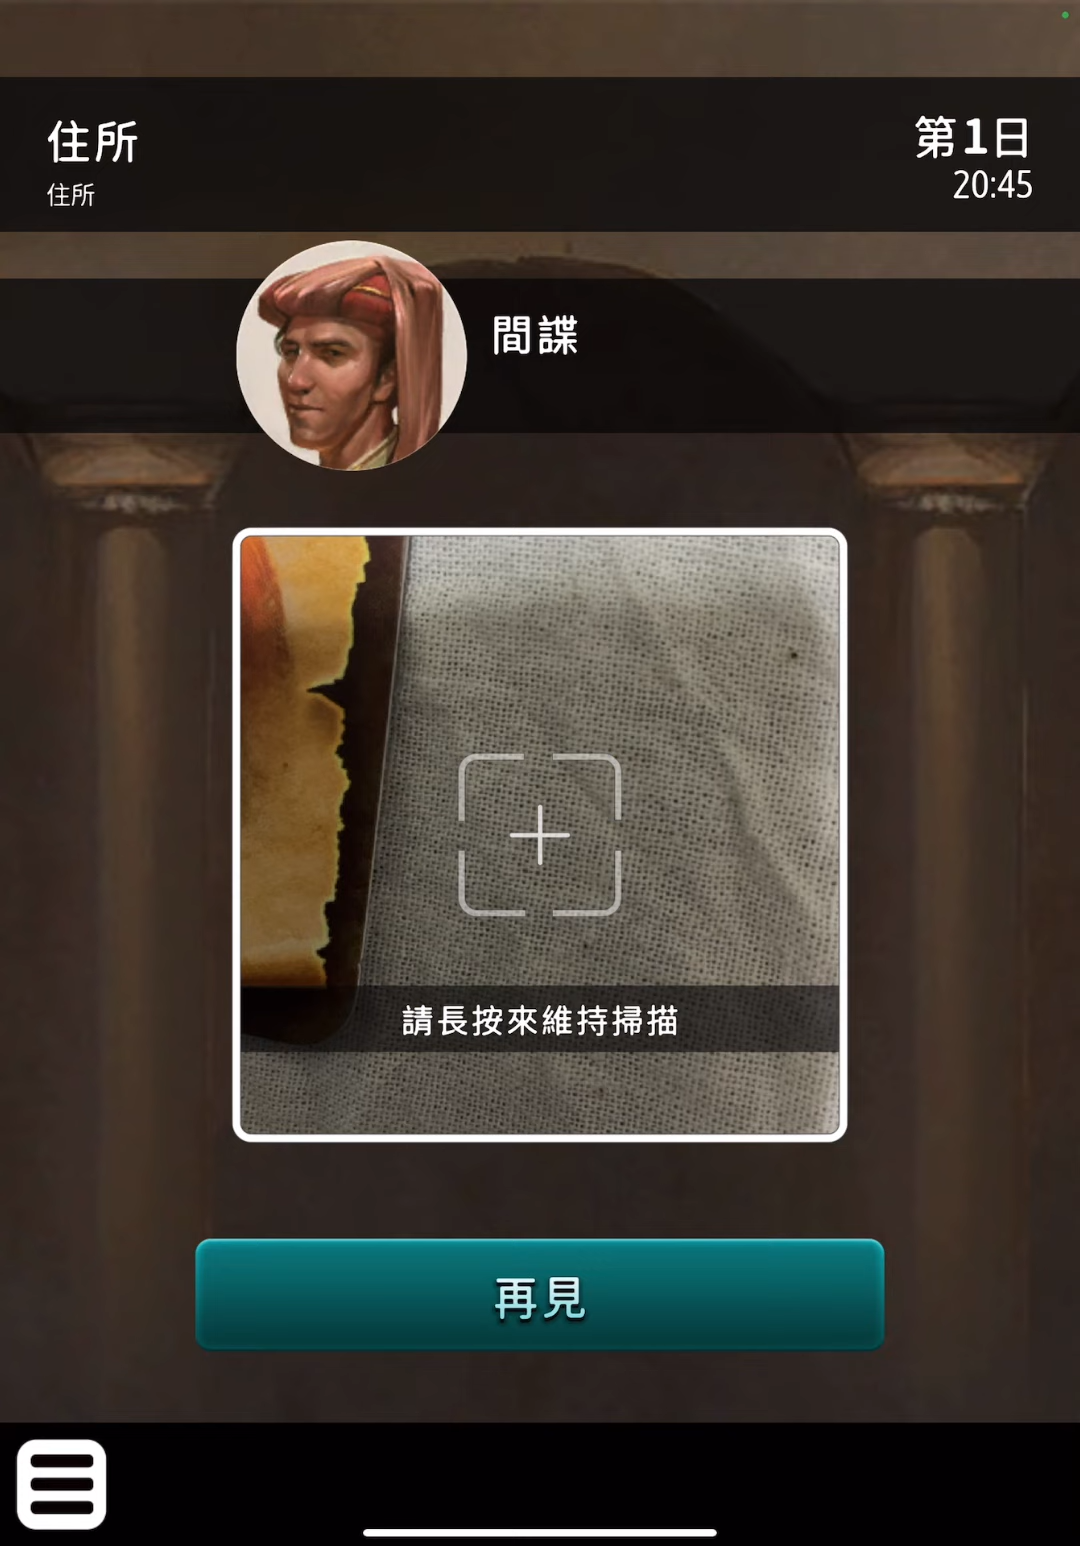 住所
住所
第1日
20:45
間諜
請長按來維持掃描
再見